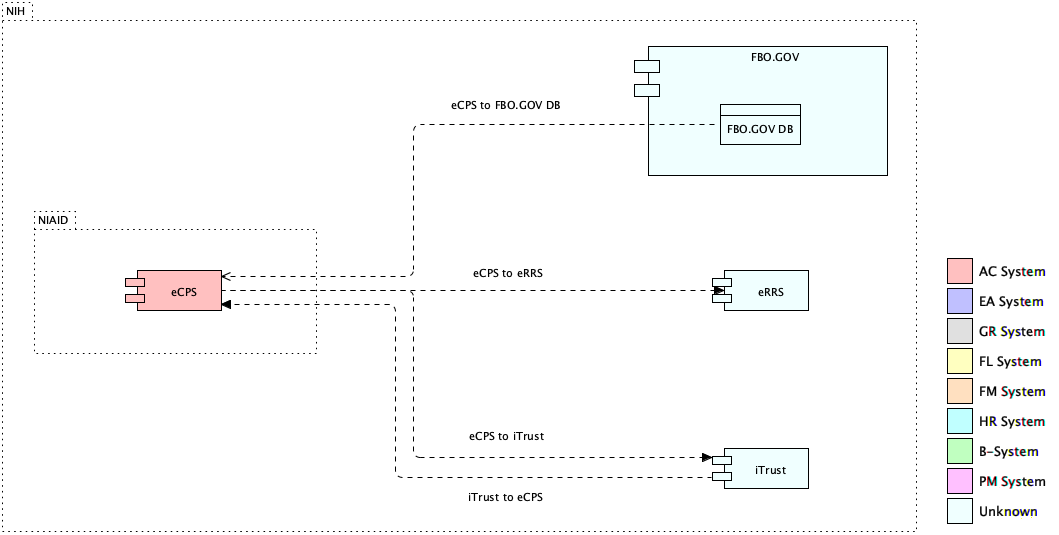 NIH
FBO.GOV
eCPS to FBO.GOV DB
FBO.GOV DB
NIAID
eCPS
eCPS to eRRS
eRRS
eCPS to iTrust
iTrust
iTrust to eCPS
AC System
EA System
GR System
FL System
FM System
HR System
B-System
PM System
Unknown